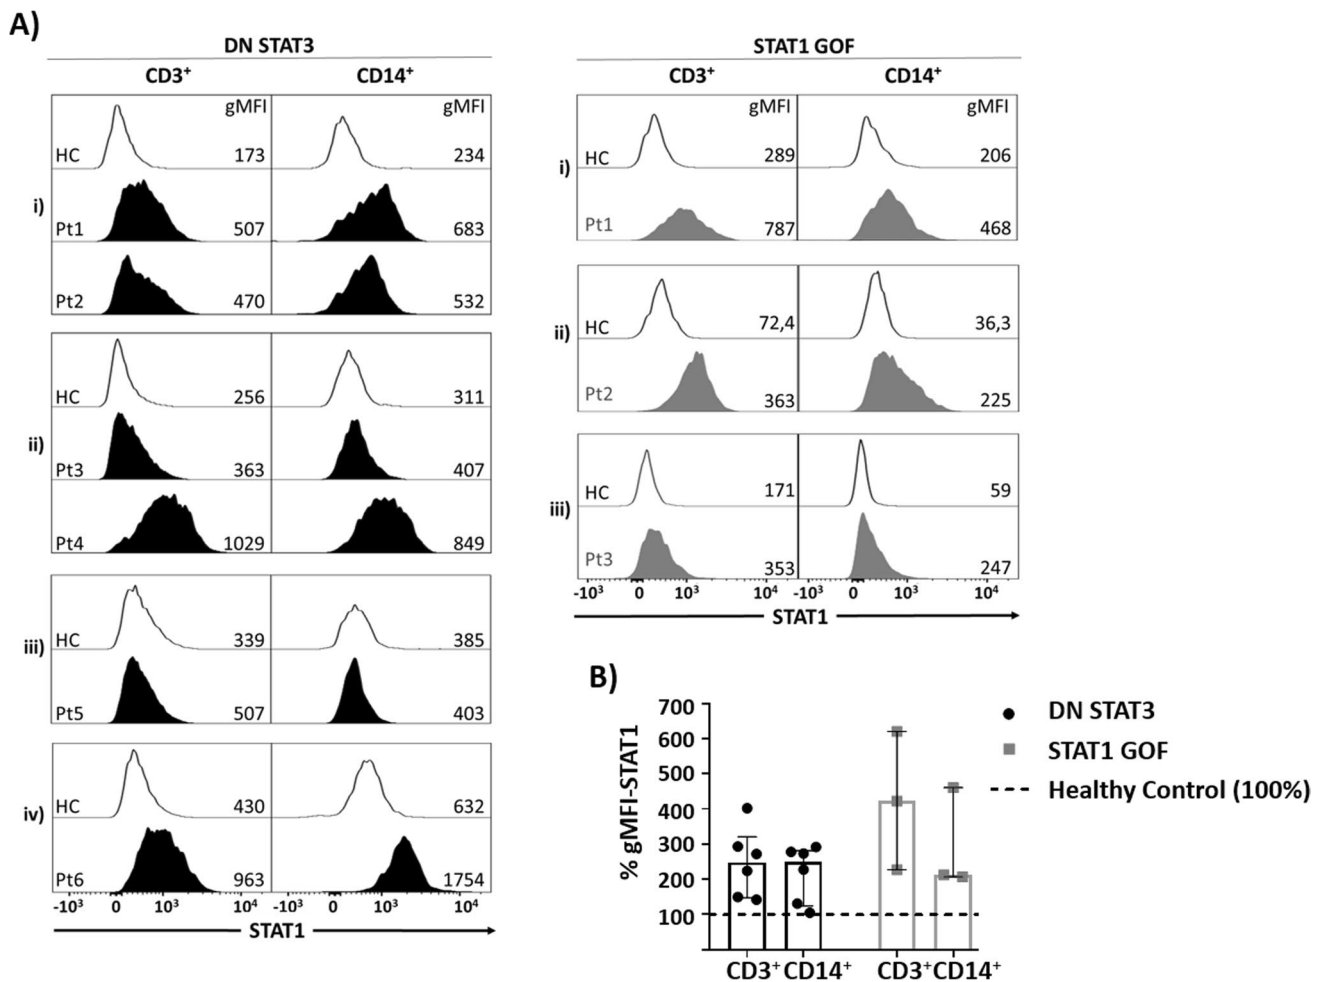 A)
DN STAT3
CD3⁺ CD14⁺
gMFI gMFI
HC 173 234
i)
Pt1 507 683
Pt2 470 532
HC 256 311
ii)
Pt3 363 407
Pt4 1029 849
HC 339 385
iii)
Pt5 507 403
HC 430 632
iv)
Pt6 963 1754
-10³ 0 10³ 10⁴ -10³ 0 10³ 10⁴
STAT1
STAT1 GOF
CD3⁺ CD14⁺
gMFI gMFI
HC 289 206
i)
Pt1 787 468
HC 72,4 36,3
ii)
Pt2 363 225
HC 171 59
iii)
Pt3 353 247
-10³ 0 10³ 10⁴ -10³ 0 10³ 10⁴
STAT1
B)
% gMFI-STAT1
700
600
500
400
300
200
100
CD3⁺ CD14⁺ CD3⁺ CD14⁺
DN STAT3
STAT1 GOF
Healthy Control (100%)